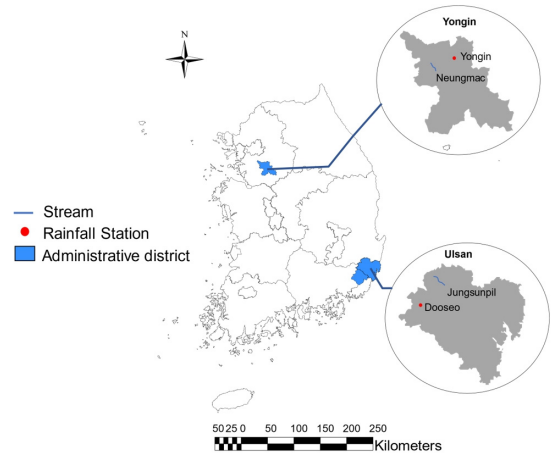 Yongin
N
Yongin
Neungmac
Stream
Rainfall Station
Administrative district
Ulsan
Jungsunpil
Dooseo
50 25 0 50 100 150 200 250
Kilometers